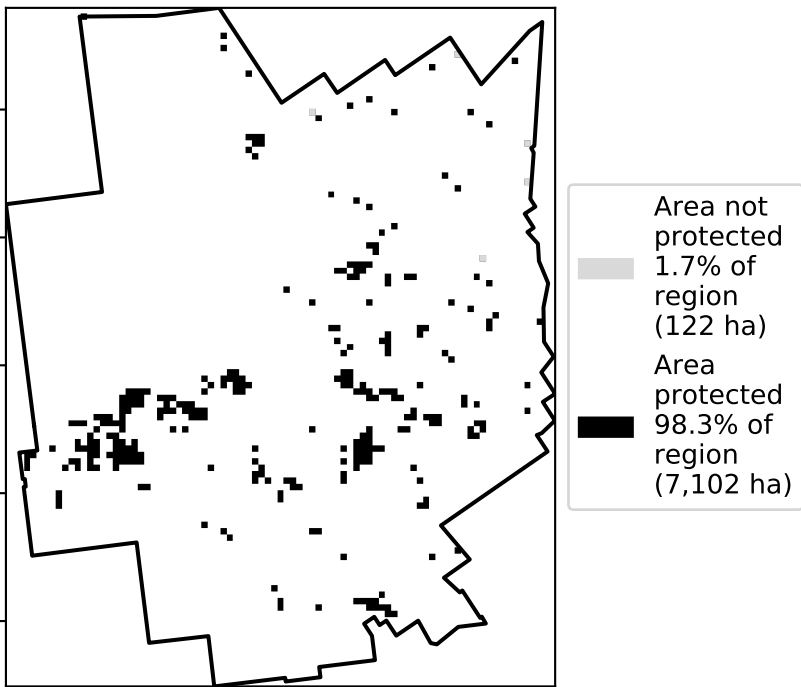 Area not
protected
1.7% of
region
(122 ha)
Area
protected
98.3% of
region
(7,102 ha)